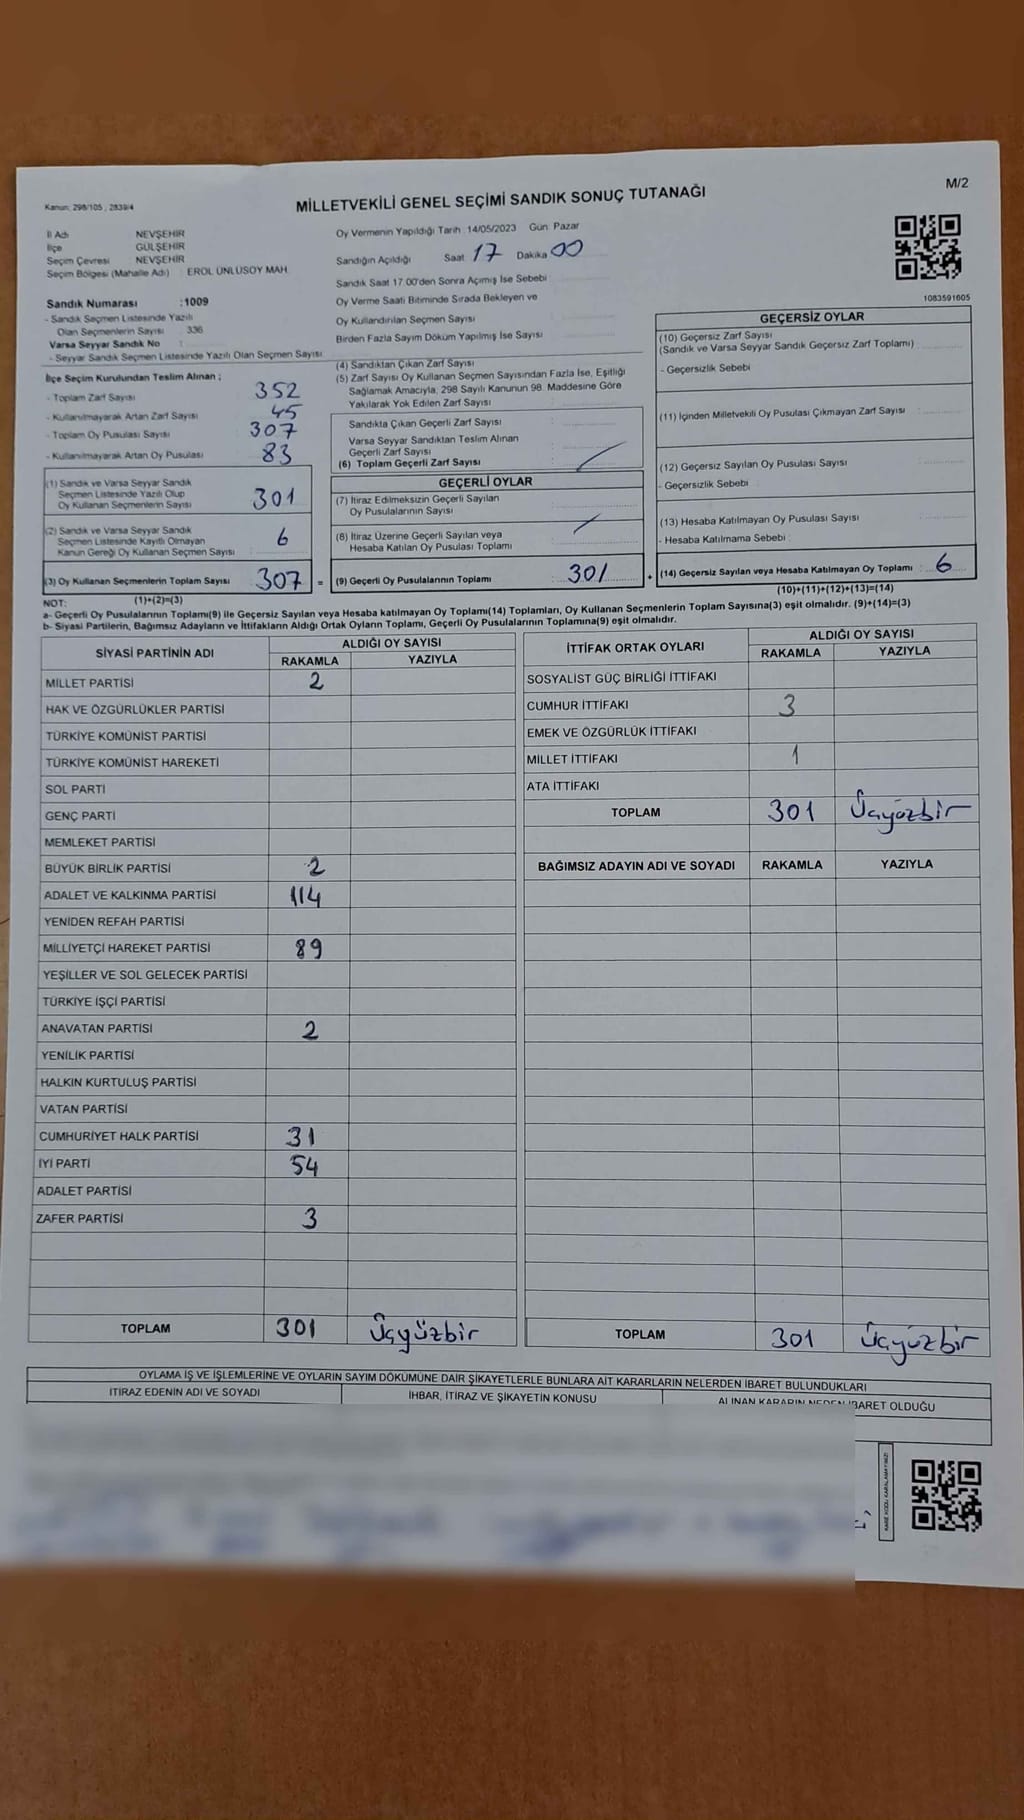 M/2
Kanun: 298/105 , 2839/4
MİLLETVEKİLİ GENEL SEÇİMİ SANDIK SONUÇ TUTANAĞI
İl Adı NEVŞEHİR
İlçe GÜLŞEHİR
Seçim Çevresi NEVŞEHİR
Seçim Bölgesi (Mahalle Adı) : EROL ÜNLÜSOY MAH.
Sandık Numarası :1009
- Sandık Seçmen Listesinde Yazılı
Olan Seçmenlerin Sayısı : 336
Varsa Seyyar Sandık No :
- Seyyar Sandık Seçmen Listesinde Yazılı Olan Seçmen Sayısı
İlçe Seçim Kurulundan Teslim Alınan ;
- Toplam Zarf Sayısı 352
- Kullanılmayarak Artan Zarf Sayısı 45
- Toplam Oy Pusulası Sayısı 307
- Kullanılmayarak Artan Oy Pusulası 83
(1) Sandık ve Varsa Seyyar Sandık
Seçmen Listesinde Yazılı Olup
Oy Kullanan Seçmenlerin Sayısı 301
(2) Sandık ve Varsa Seyyar Sandık
Seçmen Listesinde Kayıtlı Olmayan
Kanun Gereği Oy Kullanan Seçmen Sayısı 6
(3) Oy Kullanan Seçmenlerin Toplam Sayısı 307 =
Oy Vermenin Yapıldığı Tarih : 14/05/2023 Gün: Pazar
Sandığın Açıldığı Saat 17 Dakika 00
Sandık Saat 17.00'den Sonra Açımış İse Sebebi
Oy Verme Saati Bitiminde Sırada Bekleyen ve
Oy Kullandırılan Seçmen Sayısı
Birden Fazla Sayım Döküm Yapılmış İse Sayısı
(4) Sandıktan Çıkan Zarf Sayısı
(5) Zarf Sayısı Oy Kullanan Seçmen Sayısından Fazla İse, Eşitliği
Sağlamak Amacıyla, 298 Sayılı Kanunun 98. Maddesine Göre
Yakılarak Yok Edilen Zarf Sayısı
Sandıkta Çıkan Geçerli Zarf Sayısı
Varsa Seyyar Sandıktan Teslim Alınan
Geçerli Zarf Sayısı
(6) Toplam Geçerli Zarf Sayısı
GEÇERLİ OYLAR
(7) İtiraz Edilmeksizin Geçerli Sayılan
Oy Pusulalarının Sayısı
(8) İtiraz Üzerine Geçerli Sayılan veya
Hesaba Katılan Oy Pusulası Toplamı
(9) Geçerli Oy Pusulalarının Toplamı 301 +
1083591605
GEÇERSİZ OYLAR
(10) Geçersiz Zarf Sayısı
(Sandık ve Varsa Seyyar Sandık Geçersiz Zarf Toplamı)
- Geçersizlik Sebebi
(11) İçinden Milletvekili Oy Pusulası Çıkmayan Zarf Sayısı
(12) Geçersiz Sayılan Oy Pusulası Sayısı
- Geçersizlik Sebebi
(13) Hesaba Katılmayan Oy Pusulası Sayısı
- Hesaba Katılmama Sebebi :
(14) Geçersiz Sayılan veya Hesaba Katılmayan Oy Toplamı : 6
NOT: (1)+(2)=(3) (10)+(11)+(12)+(13)=(14)
a- Geçerli Oy Pusulalarının Toplamı(9) ile Geçersiz Sayılan veya Hesaba katılmayan Oy Toplamı(14) Toplamları, Oy Kullanan Seçmenlerin Toplam Sayısına(3) eşit olmalıdır. (9)+(14)=(3)
b- Siyasi Partilerin, Bağımsız Adayların ve İttifakların Aldığı Ortak Oyların Toplamı, Geçerli Oy Pusulalarının Toplamına(9) eşit olmalıdır.
SİYASİ PARTİNİN ADI ALDIĞI OY SAYISI
RAKAMLA YAZIYLA
MİLLET PARTİSİ 2
HAK VE ÖZGÜRLÜKLER PARTİSİ
TÜRKİYE KOMÜNİST PARTİSİ
TÜRKİYE KOMÜNİST HAREKETİ
SOL PARTİ
GENÇ PARTİ
MEMLEKET PARTİSİ
BÜYÜK BİRLİK PARTİSİ 2
ADALET VE KALKINMA PARTİSİ 114
YENİDEN REFAH PARTİSİ
MİLLİYETÇİ HAREKET PARTİSİ 89
YEŞİLLER VE SOL GELECEK PARTİSİ
TÜRKİYE İŞÇİ PARTİSİ
ANAVATAN PARTİSİ 2
YENİLİK PARTİSİ
HALKIN KURTULUŞ PARTİSİ
VATAN PARTİSİ
CUMHURİYET HALK PARTİSİ 31
İYİ PARTİ 54
ADALET PARTİSİ
ZAFER PARTİSİ 3
TOPLAM 301 Üçyüzbir
İTTİFAK ORTAK OYLARI ALDIĞI OY SAYISI
RAKAMLA YAZIYLA
SOSYALİST GÜÇ BİRLİĞİ İTTİFAKI
CUMHUR İTTİFAKI 3
EMEK VE ÖZGÜRLÜK İTTİFAKI
MİLLET İTTİFAKI 1
ATA İTTİFAKI
TOPLAM 301 Üçyüzbir
BAĞIMSIZ ADAYIN ADI VE SOYADI RAKAMLA YAZIYLA
TOPLAM 301 Üçyüzbir
OYLAMA İŞ VE İŞLEMLERİNE VE OYLARIN SAYIM DÖKÜMÜNE DAİR ŞİKAYETLERLE BUNLARA AİT KARARLARIN NELERDEN İBARET BULUNDUKLARI
İTİRAZ EDENİN ADI VE SOYADI İHBAR, İTİRAZ VE ŞİKAYETİN KONUSU ALINAN KARARIN NEDEN İBARET OLDUĞU
KARE KODU KARALAMAYINIZ!